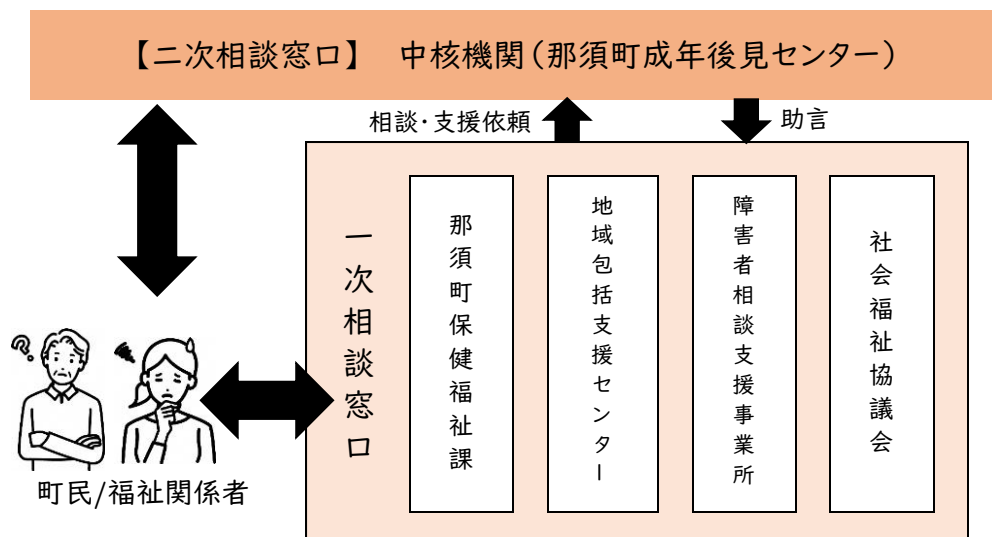 【二次相談窓口】　中核機関（那須町成年後見センター）
相談・支援依頼
助言
一次相談窓口
那須町保健福祉課
地域包括支援センター
障害者相談支援事業所
社会福祉協議会
町民/福祉関係者